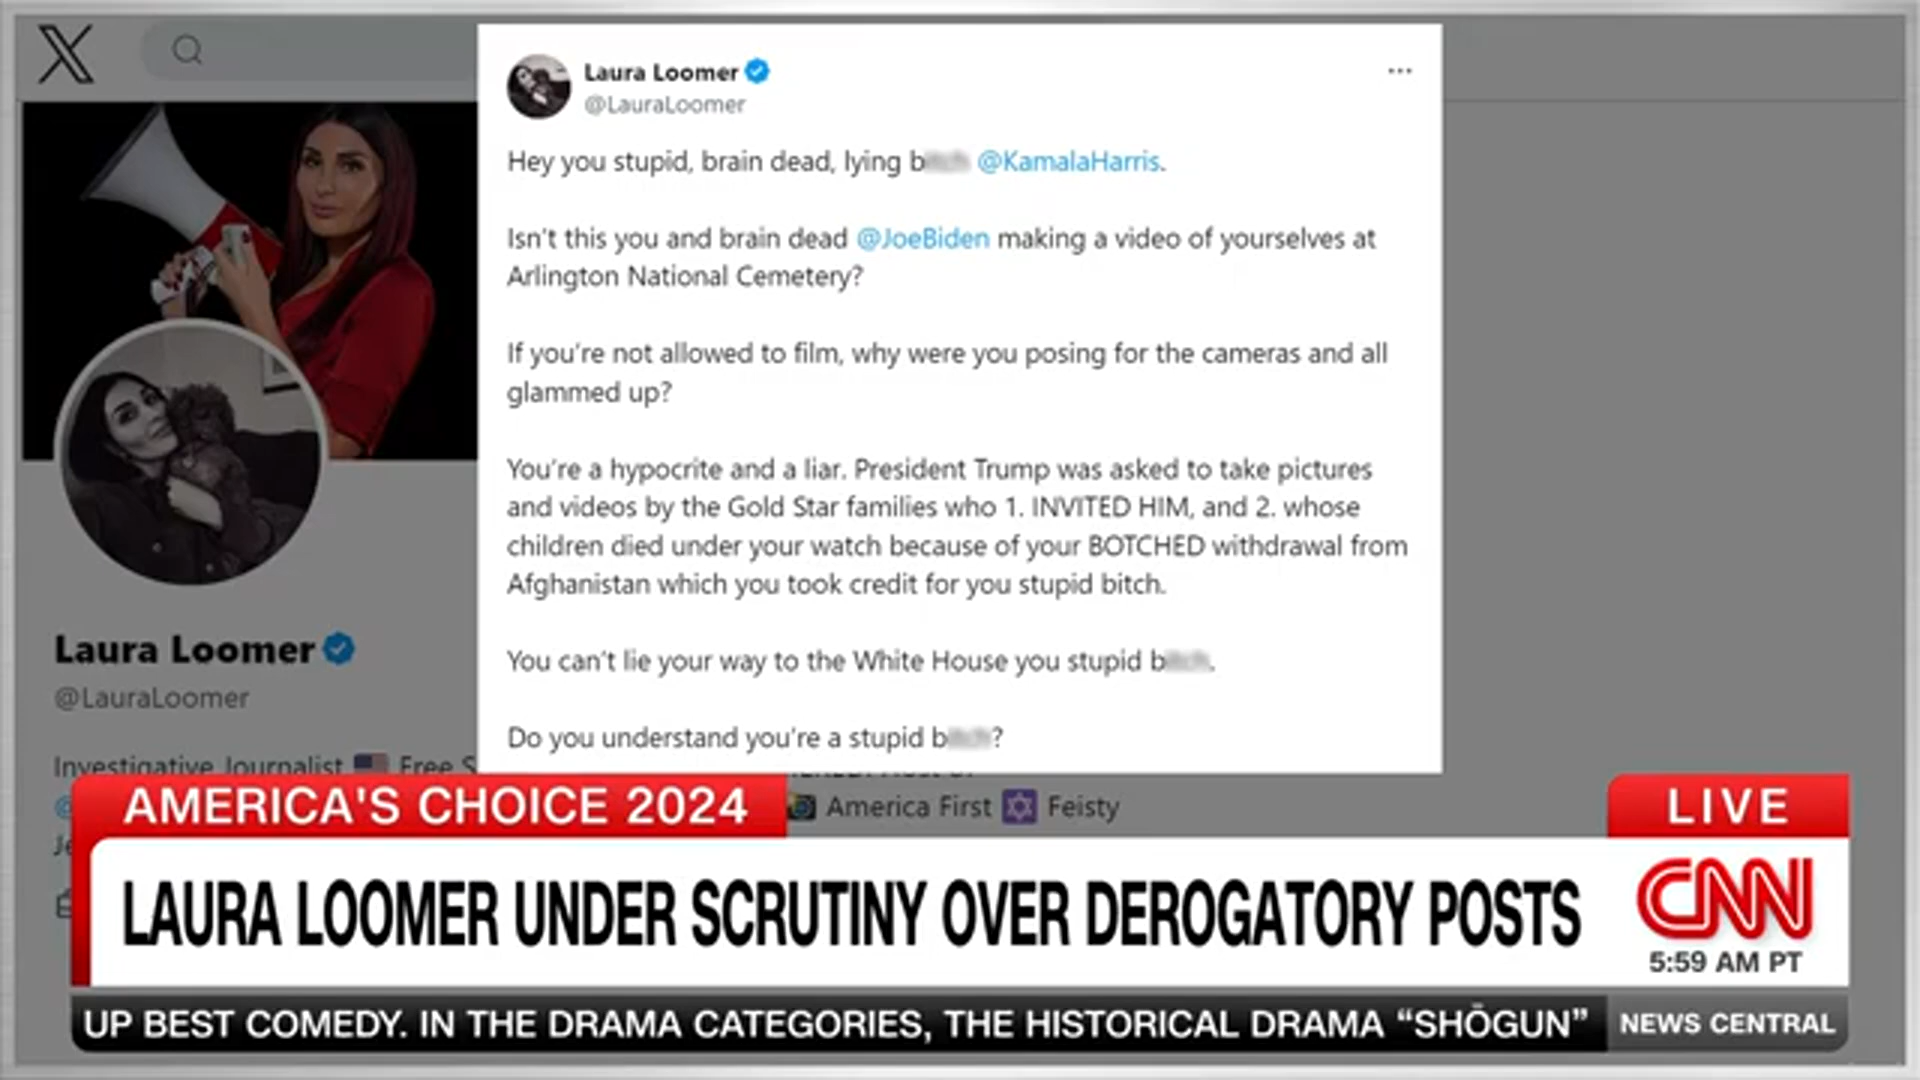 Laura Loomer
@LauraLoomer
Hey you stupid, brain dead, lying b @KamalaHarris.
Isn't this you and brain dead @JoeBiden making a video of yourselves at
Arlington National Cemetery?
If you're not allowed to film, why were you posing for the cameras and all
glammed up?
You're a hypocrite and a liar. President Trump was asked to take pictures
and videos by the Gold Star families who 1. INVITED HIM, and 2. whose
children died under your watch because of your BOTCHED withdrawal from
Afghanistan which you took credit for you stupid bitch.
You can't lie your way to the White House you stupid b.
Do you understand you're a stupid b?
Laura Loomer
@LauraLoomer
Investigative Journalist Free S
America First Feisty
AMERICA'S CHOICE 2024
LIVE
LAURA LOOMER UNDER SCRUTINY OVER DEROGATORY POSTS
CNN
5:59 AM PT
UP BEST COMEDY. IN THE DRAMA CATEGORIES, THE HISTORICAL DRAMA “SHŌGUN”
NEWS CENTRAL